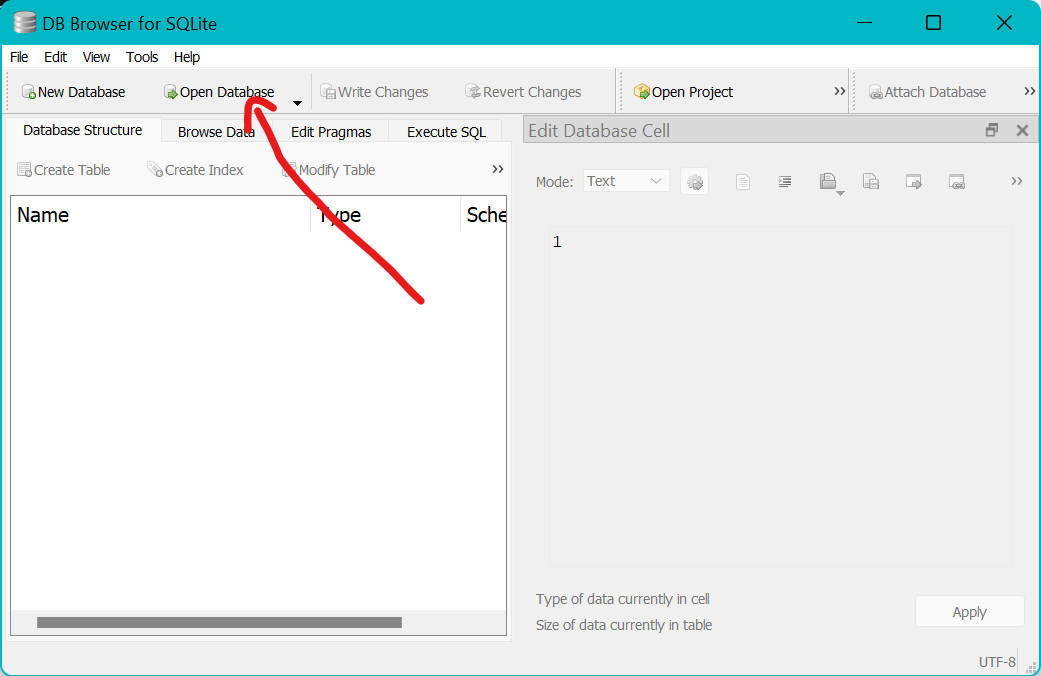 DB Browser for SQLite
File Edit View Tools Help
New Database Open Database Write Changes Revert Changes Open Project Attach Database
Database Structure Browse Data Edit Pragmas Execute SQL
Create Table Create Index Modify Table
Name Type Sche
Edit Database Cell
Mode: Text
1
Type of data currently in cell
Size of data currently in table
Apply
UTF-8